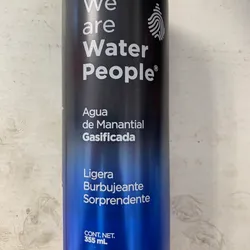 We
are
Water
People®
Agua
de Manantial
Gasificada
Ligera
Burbujeante
Sorprendente
CONT. NET.
355 mL